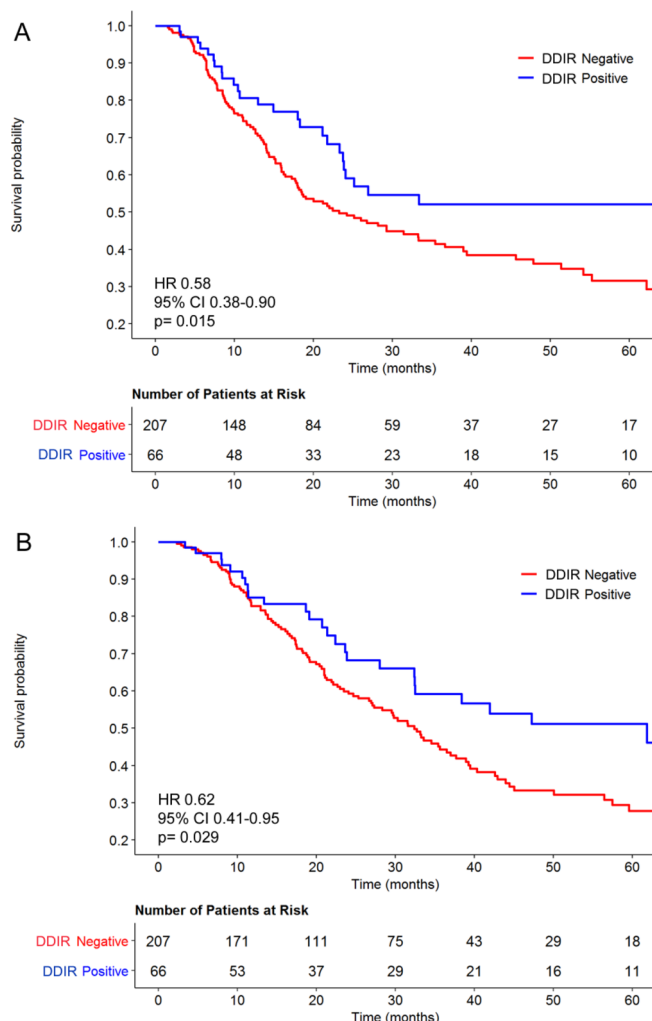 A
1.0
0.9
0.8
0.7
0.6
0.5
0.4
0.3
0.2
Survival probability
DDIR Negative
DDIR Positive
HR 0.58
95% CI 0.38-0.90
p= 0.015
0 10 20 30 40 50 60
Time (months)
Number of Patients at Risk
DDIR Negative 207 148 84 59 37 27 17
DDIR Positive 66 48 33 23 18 15 10
B
1.0
0.9
0.8
0.7
0.6
0.5
0.4
0.3
0.2
Survival probability
DDIR Negative
DDIR Positive
HR 0.62
95% CI 0.41-0.95
p= 0.029
0 10 20 30 40 50 60
Time (months)
Number of Patients at Risk
DDIR Negative 207 171 111 75 43 29 18
DDIR Positive 66 53 37 29 21 16 11
0 10 20 30 40 50 60
Time (months)